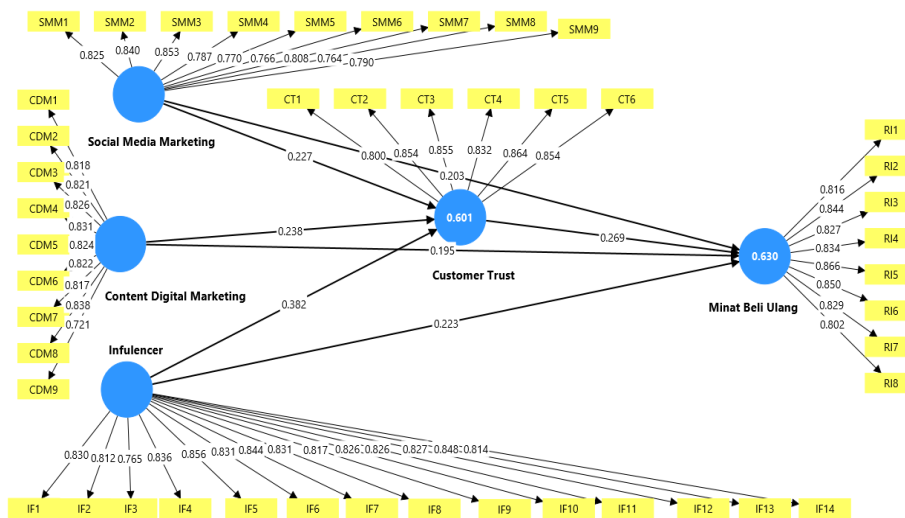 SMM1 SMM2 SMM3 SMM4 SMM5 SMM6 SMM7 SMM8 SMM9
0.825 0.840 0.853 0.787 0.770 0.766 0.808 0.764 0.790
Social Media Marketing
CT1 CT2 CT3 CT4 CT5 CT6
0.800 0.854 0.855 0.832 0.864 0.854
CDM1
CDM2
CDM3
CDM4
CDM5
CDM6
CDM7
CDM8
CDM9
0.818
0.821
0.826
0.831
0.824
0.822
0.817
0.838
0.721
Content Digital Marketing
0.227
0.203
0.238
0.195
0.382
0.601
Customer Trust
0.269
0.223
0.630
Minat Beli Ulang
RI1
RI2
RI3
RI4
RI5
RI6
RI7
RI8
0.816
0.844
0.827
0.834
0.866
0.850
0.829
0.802
Infulencer
0.830 0.812 0.765 0.836 0.856 0.831 0.844 0.831 0.817 0.826 0.826 0.827 0.848 0.814
IF1 IF2 IF3 IF4 IF5 IF6 IF7 IF8 IF9 IF10 IF11 IF12 IF13 IF14